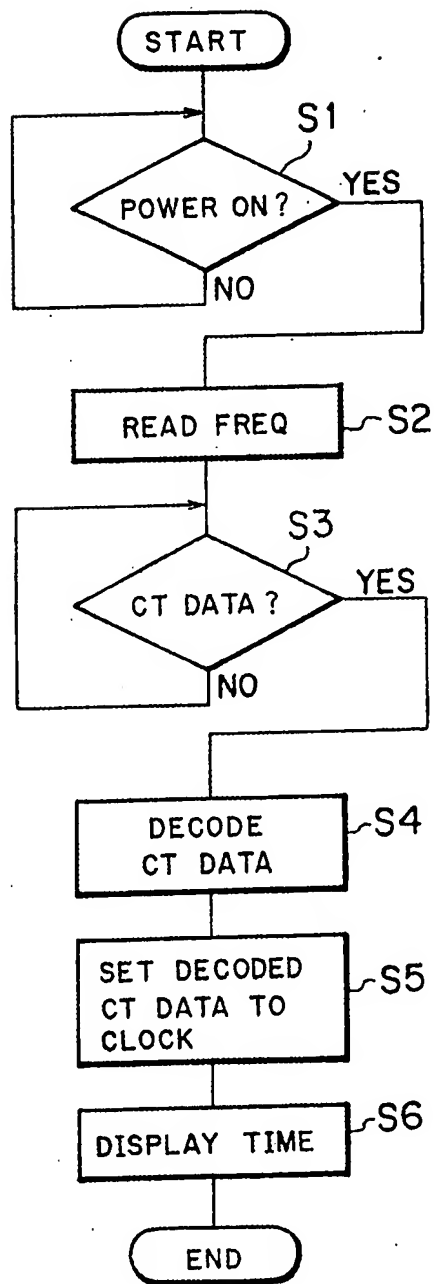 START
S1
POWER ON?
YES
NO
READ FREQ
S2
S3
CT DATA?
YES
NO
DECODE
CT DATA
S4
SET DECODED
CT DATA TO
CLOCK
S5
DISPLAY TIME
S6
END